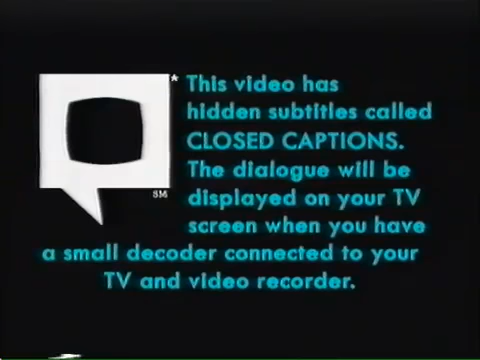 * This video has
hidden subtitles called
CLOSED CAPTIONS.
The dialogue will be
SM
displayed on your TV
screen when you have
a small decoder connected to your
TV and video recorder.